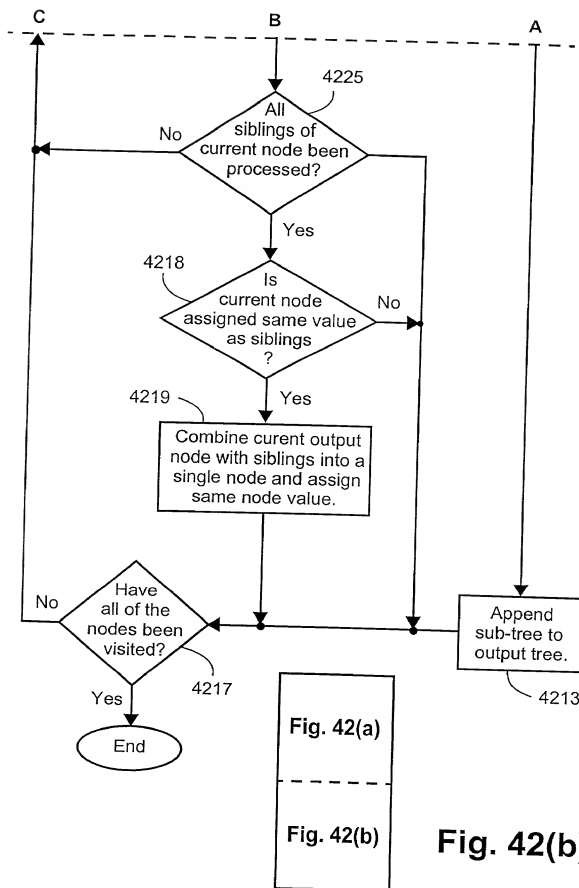 C
B
A
4225
All
siblings of
current node been
processed?
No
Yes
4218
Is
current node
assigned same value
as siblings
?
No
Yes
4219
Combine curent output
node with siblings into a
single node and assign
same node value.
Have
all of the
nodes been
visited?
No
4217
Yes
End
Append
sub-tree to
output tree.
4213
Fig. 42(a)
Fig. 42(b)
Fig. 42(b)